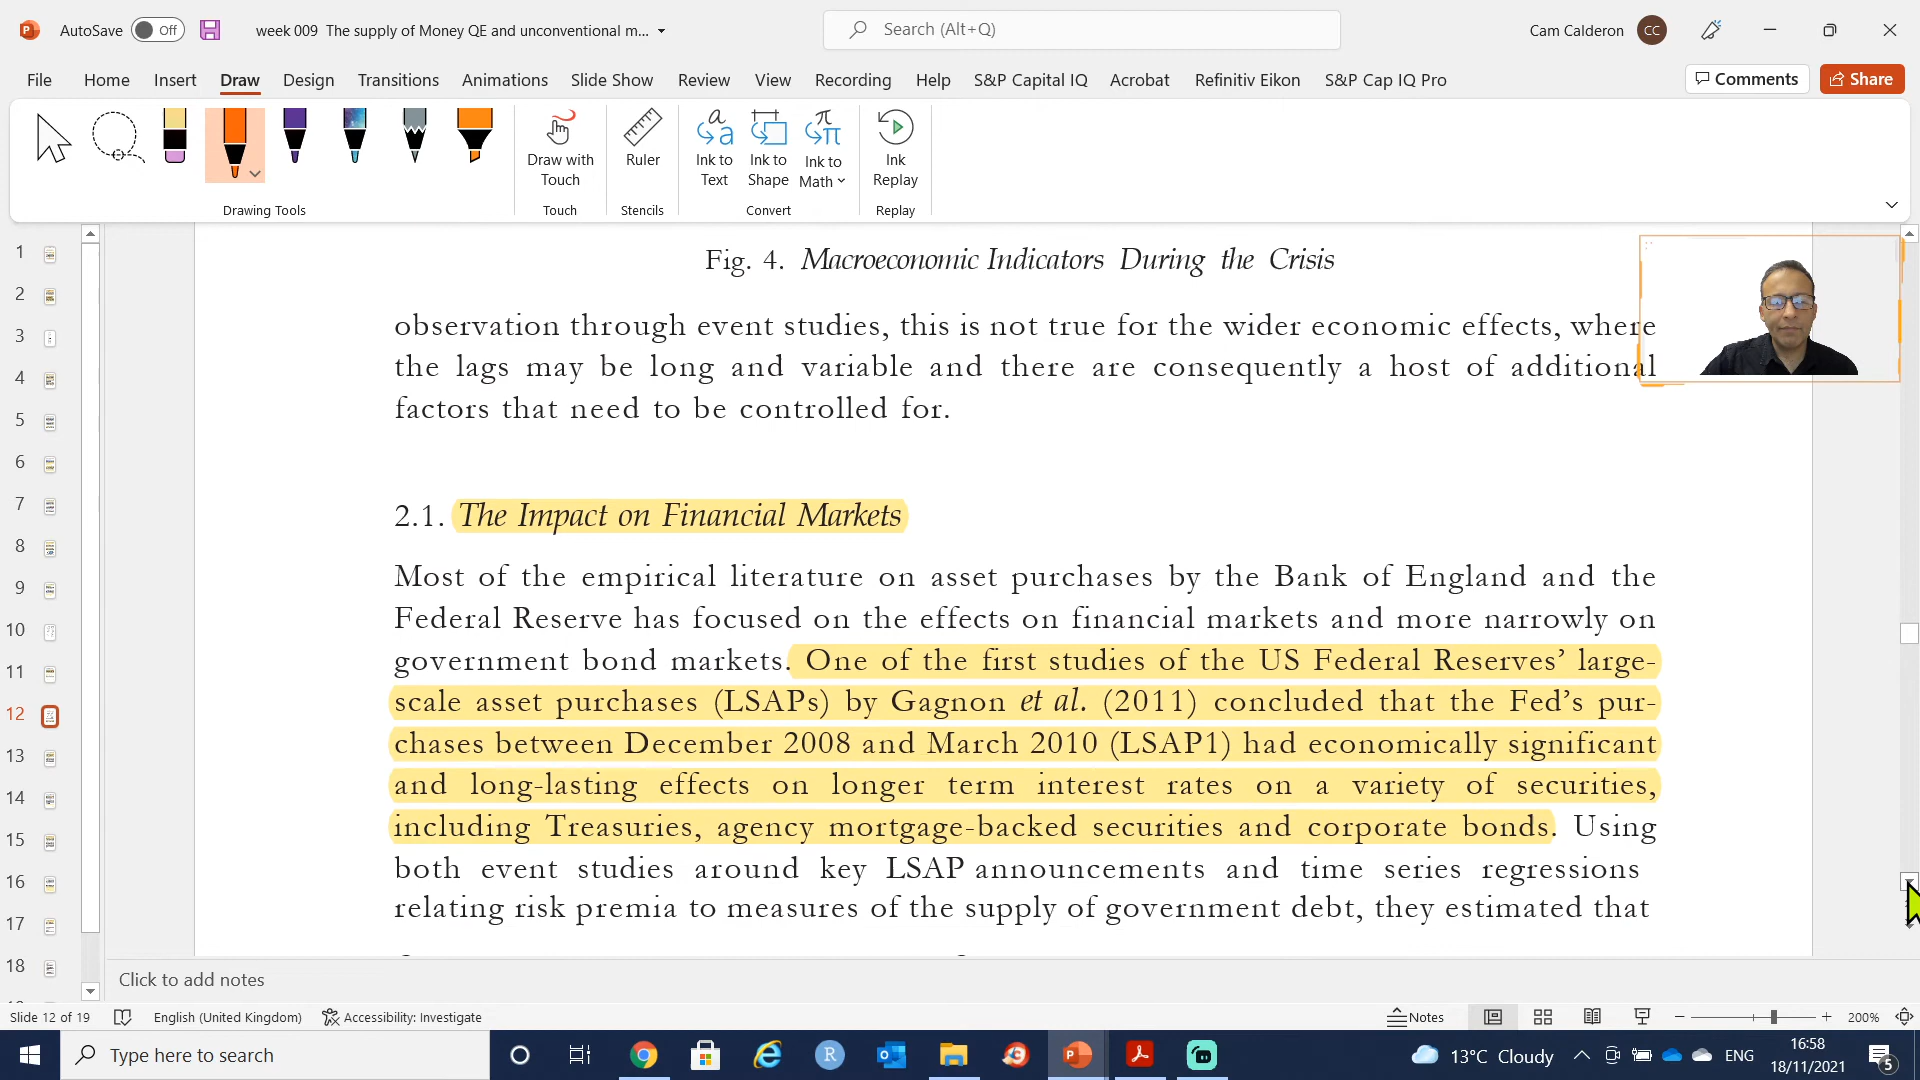 AutoSave Off week 009 The supply of Money QE and unconventional m... Search (Alt+Q) Cam Calderon CC
File Home Insert Draw Design Transitions Animations Slide Show Review View Recording Help S&P Capital IQ Acrobat Refinitiv Eikon S&P Cap IQ Pro Comments Share
Draw with Touch Ruler Ink to Text Ink to Shape Ink to Math Ink Replay
Drawing Tools Touch Stencils Convert Replay
1
2
3
4
5
6
7
8
9
10
11
12
13
14
15
16
17
18
Fig. 4. Macroeconomic Indicators During the Crisis
observation through event studies, this is not true for the wider economic effects, where
the lags may be long and variable and there are consequently a host of additional
factors that need to be controlled for.
2.1. The Impact on Financial Markets
Most of the empirical literature on asset purchases by the Bank of England and the
Federal Reserve has focused on the effects on financial markets and more narrowly on
government bond markets. One of the first studies of the US Federal Reserves’ large-
scale asset purchases (LSAPs) by Gagnon et al. (2011) concluded that the Fed’s pur-
chases between December 2008 and March 2010 (LSAP1) had economically significant
and long-lasting effects on longer term interest rates on a variety of securities,
including Treasuries, agency mortgage-backed securities and corporate bonds. Using
both event studies around key LSAP announcements and time series regressions
relating risk premia to measures of the supply of government debt, they estimated that
Click to add notes
Slide 12 of 19 English (United Kingdom) Accessibility: Investigate Notes 200%
Type here to search 13°C Cloudy ENG 16:58
18/11/2021 5